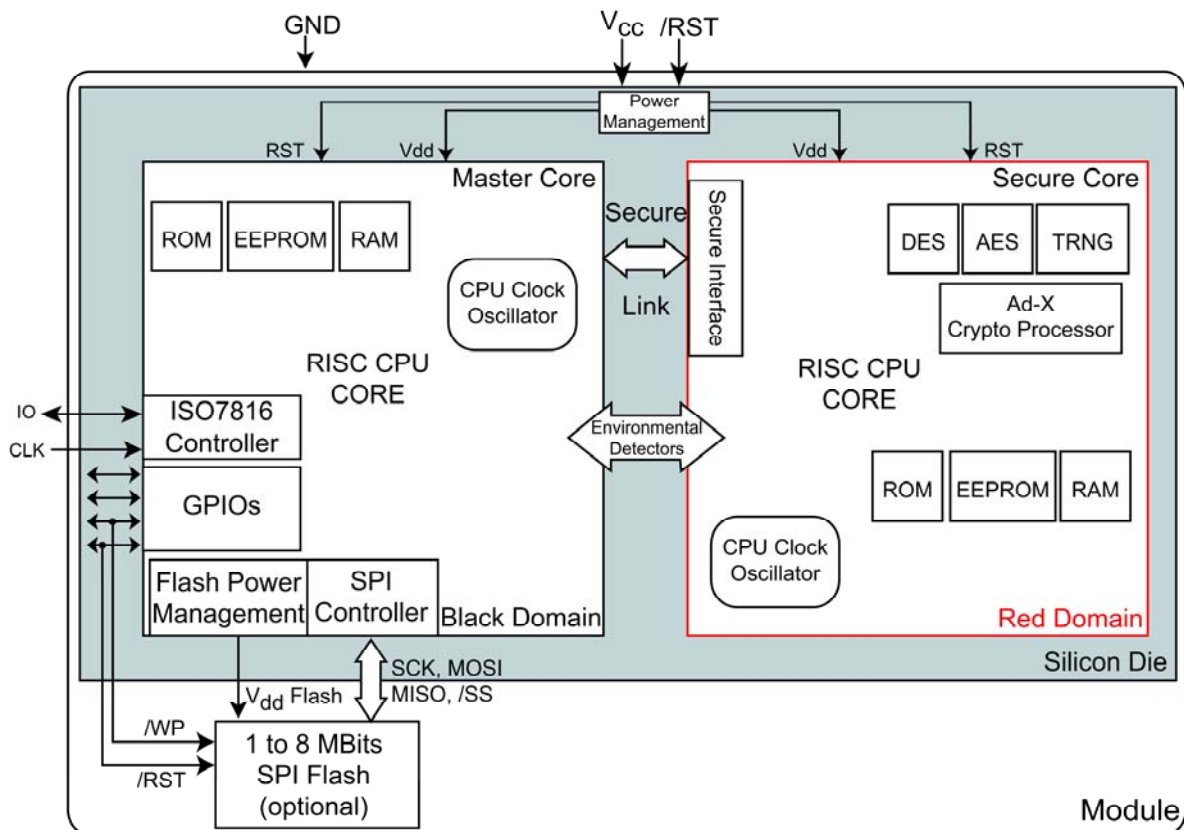 GND
VCC
/RST
Power
Management
RST
Vdd
Vdd
RST
Master Core
ROM
EEPROM
RAM
CPU Clock
Oscillator
RISC CPU
CORE
Secure
Link
Secure Interface
Secure Core
DES
AES
TRNG
Ad-X
Crypto Processor
RISC CPU
CORE
IO
CLK
ISO7816
Controller
GPIOs
Environmental
Detectors
ROM
EEPROM
RAM
CPU Clock
Oscillator
Flash Power
Management
SPI
Controller
Black Domain
Red Domain
Silicon Die
SCK, MOSI
MISO, /SS
Vdd Flash
/WP
/RST
1 to 8 MBits
SPI Flash
(optional)
Module